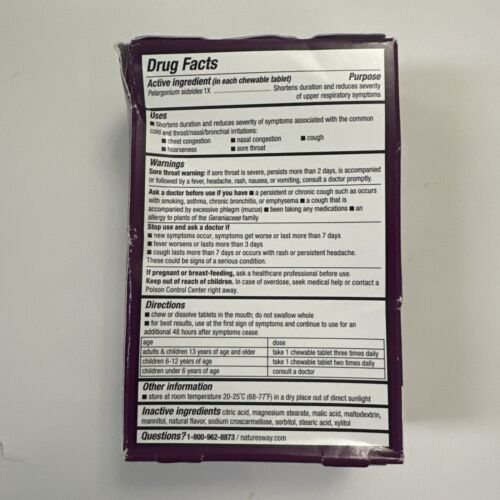 Drug Facts
Active ingredient (in each chewable tablet) Purpose
Pelargonium sidoides 1X Shortens duration and reduces severity
of upper respiratory symptoms
Uses
■ Shortens duration and reduces severity of symptoms associated with the common
cold and throat/nasal/bronchial irritations:
■ chest congestion ■ nasal congestion ■ cough
■ hoarseness ■ sore throat
Warnings
Sore throat warning: if sore throat is severe, persists more than 2 days, is accompanied
or followed by a fever, headache, rash, nausea, or vomiting, consult a doctor promptly.
Ask a doctor before use if you have ■ a persistent or chronic cough such as occurs
with smoking, asthma, chronic bronchitis, or emphysema ■ a cough that is
accompanied by excessive phlegm (mucus) ■ been taking any medications ■ an
allergy to plants of the Geraniaceae family
Stop use and ask a doctor if
■ new symptoms occur, symptoms get worse or last more than 7 days
■ fever worsens or lasts more than 3 days
■ cough lasts more than 7 days or occurs with rash or persistent headache.
These could be signs of a serious condition.
If pregnant or breast-feeding, ask a healthcare professional before use.
Keep out of reach of children. In case of overdose, seek medical help or contact a
Poison Control Center right away.
Directions
■ chew or dissolve tablets in the mouth; do not swallow whole
■ for best results, use at the first sign of symptoms and continue to use for an
additional 48 hours after symptoms cease
age dose
adults & children 13 years of age and older take 1 chewable tablet three times daily
children 6-12 years of age take 1 chewable tablet two times daily
children under 6 years of age consult a doctor
Other information
■ store at room temperature 20-25°C (68-77°F) in a dry place out of direct sunlight
Inactive ingredients citric acid, magnesium stearate, malic acid, maltodextrin,
mannitol, natural flavor, sodium croscarmellose, sorbitol, stearic acid, xylitol
Questions? 1-800-962-8873 / naturesway.com